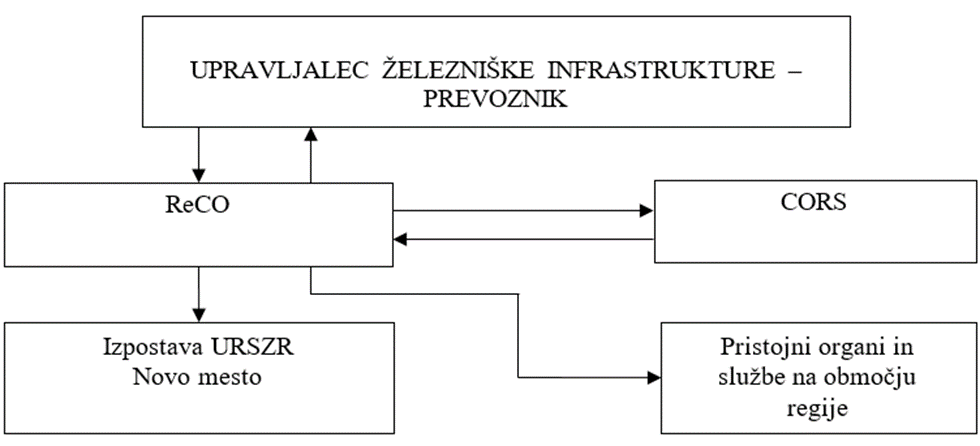 UPRAVLJALEC ŽELEZNIŠKE INFRASTRUKTURE –
PREVOZNIK
ReCO
CORS
Izpostava URSZR
Novo mesto
Pristojni organi in
službe na območju
regije